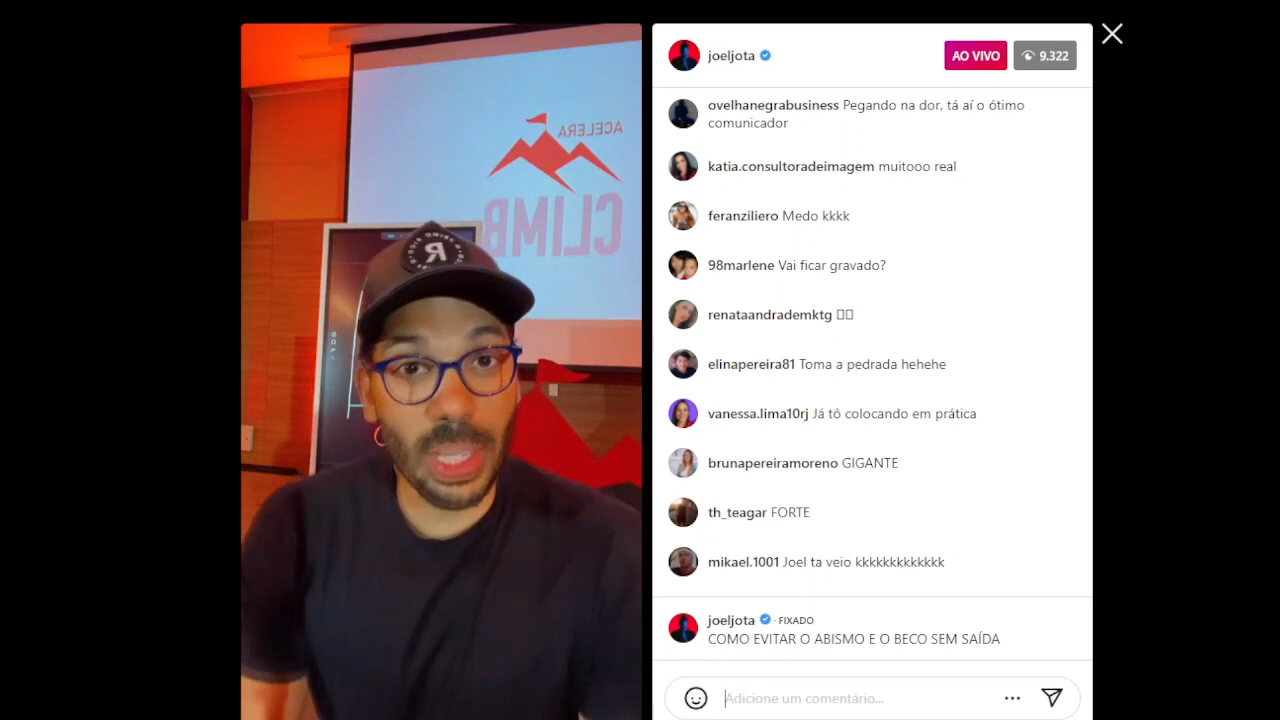 ACELERA
CLIMB
R
joeljota
AO VIVO
9.322
ovelhanegrabusiness Pegando na dor, tá aí o ótimo
comunicador
katia.consultoradeimagem muitooo real
feranziliero Medo kkkk
98marlene Vai ficar gravado?
renataandrademktg
elinapereira81 Toma a pedrada hehehe
vanessa.lima10rj Já tô colocando em prática
brunapereiramoreno GIGANTE
th_teagar FORTE
mikael.1001 Joel ta veio kkkkkkkkkkkkk
joeljota · FIXADO
COMO EVITAR O ABISMO E O BECO SEM SAÍDA
Adicione um comentário...